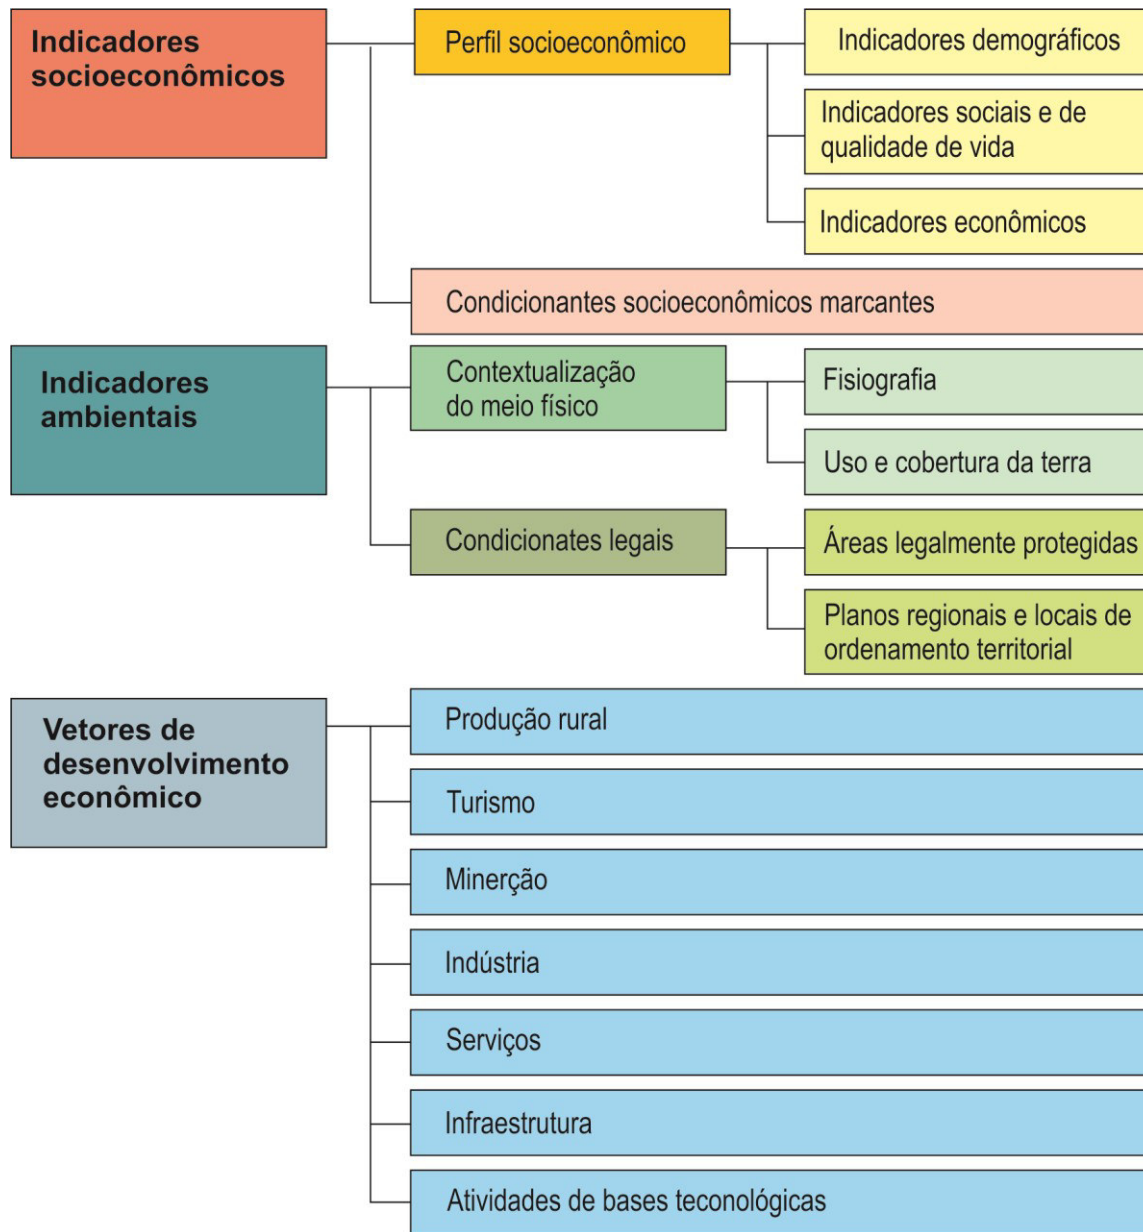 Indicadores
socioeconômicos
Perfil socioeconômico
Indicadores demográficos
Indicadores sociais e de
qualidade de vida
Indicadores econômicos
Condicionantes socioeconômicos marcantes
Indicadores
ambientais
Contextualização
do meio físico
Fisiografia
Uso e cobertura da terra
Condicionates legais
Áreas legalmente protegidas
Planos regionais e locais de
ordenamento territorial
Vetores de
desenvolvimento
econômico
Produção rural
Turismo
Minerção
Indústria
Serviços
Infraestrutura
Atividades de bases teconológicas